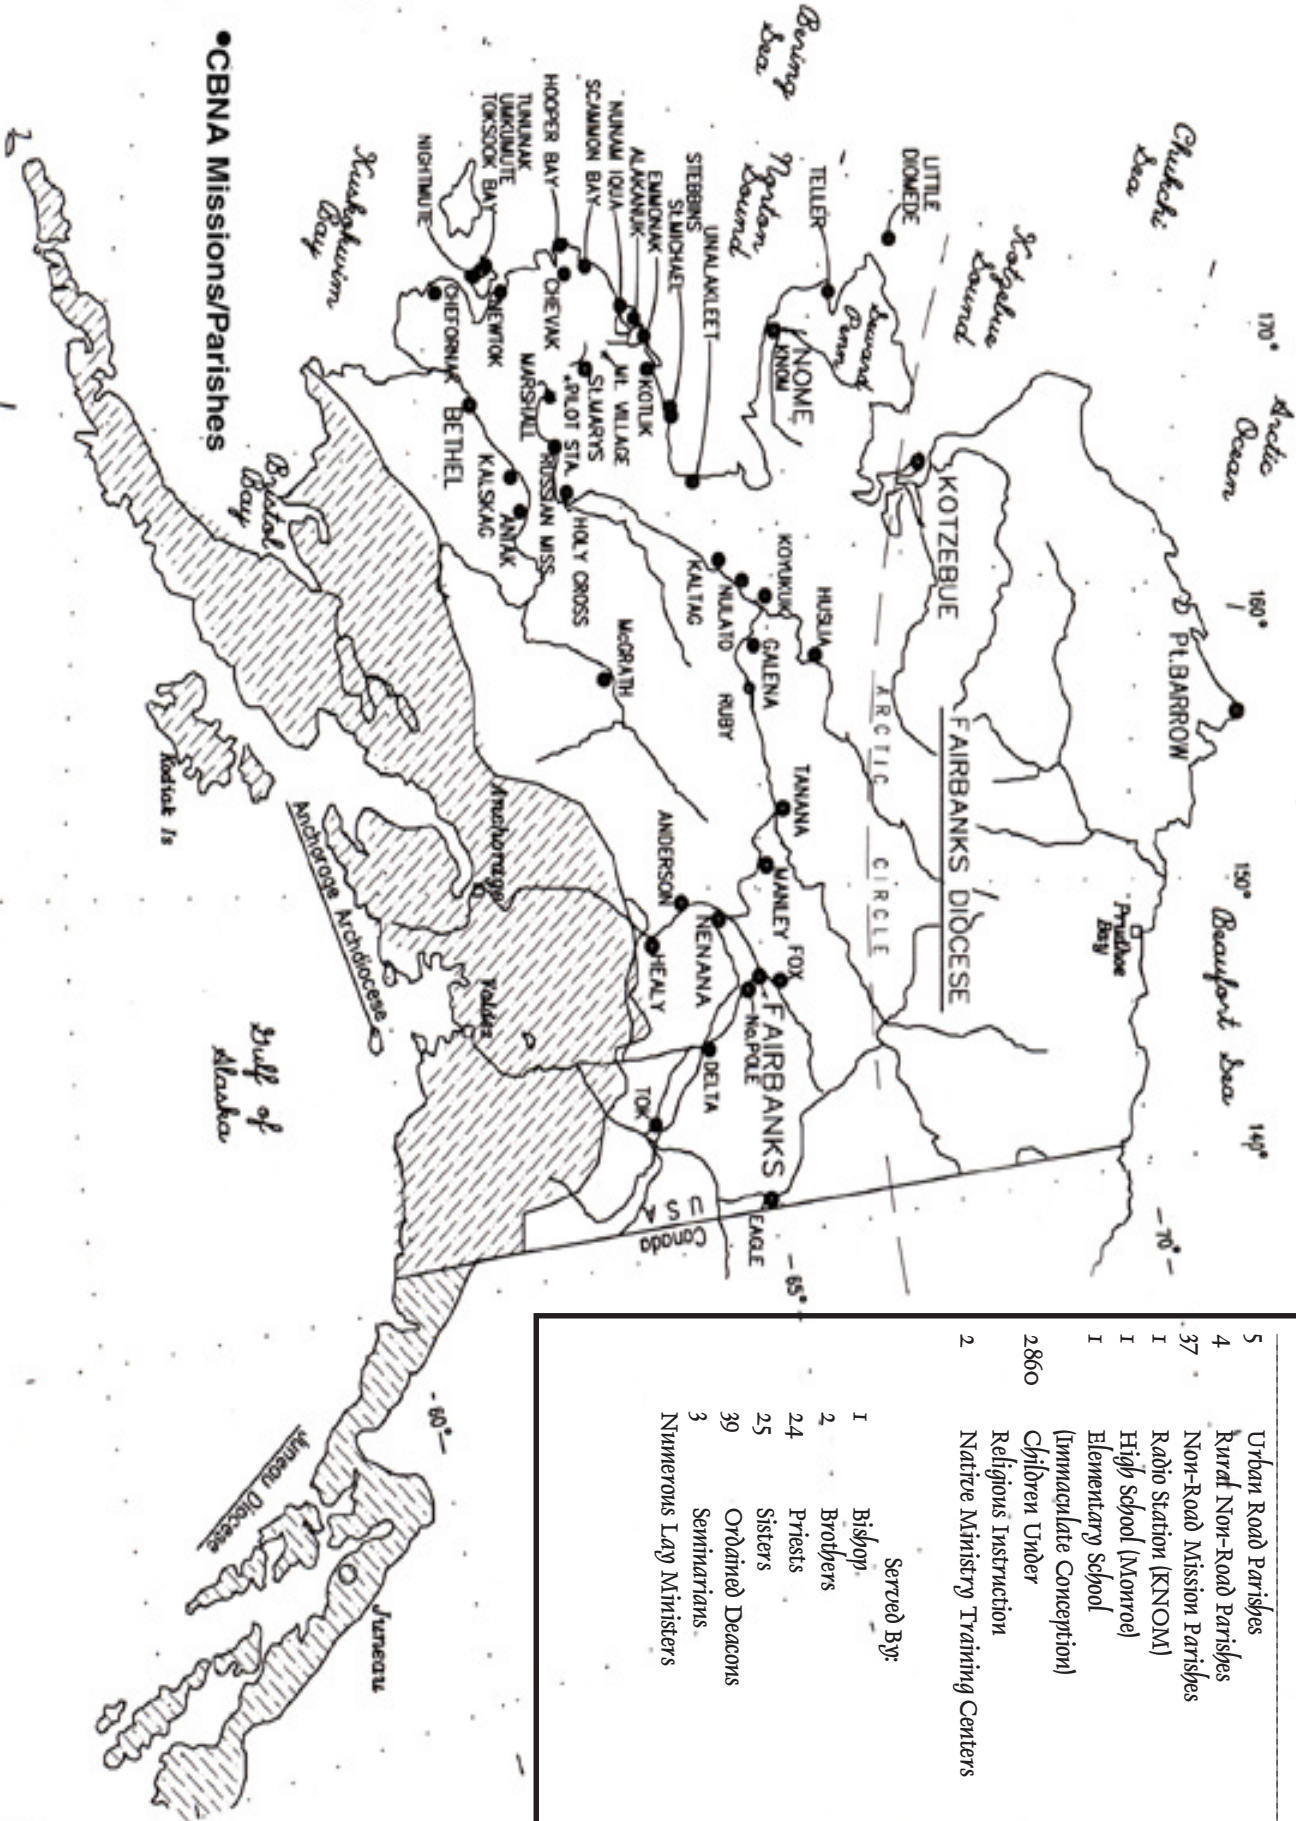 Chukchi
Sea
Bering
Sea
Arctic
Ocean
Beaufort Sea
170°
160°
150°
140°
70°
65°
60°
Kotzebue
Sound
Norton
Sound
Kuskokwim
Bay
Bristol
Bay
Gulf of
Alaska
Kodiak Is
Seward
Penn
Pt. BARROW
Prudhoe
Bay
FAIRBANKS DIOCESE
ARCTIC CIRCLE
KOTZEBUE
LITTLE
DIOMEDE
TELLER
NOME
KNOM
UNALAKLEET
STEBBINS
St.MICHAEL
EMMONAK
ALAKANUK
NUNAM IQUA
SCAMMON BAY
HOOPER BAY
TUNUNAK
UMKUMUTE
TOKSOOK BAY
NIGHTMUTE
KOTLIK
Mt. VILLAGE
St.MARYS
PILOT STA.
MARSHALL
RUSSIAN MISS.
HOLY CROSS
CHEVAK
NEWTOK
CHEFORNAK
BETHEL
KALSKAG
ANIAK
McGRATH
HUSLIA
KOYUKUK
NULATO
KALTAG
GALENA
RUBY
TANANA
MANLEY
FOX
FAIRBANKS
No.POLE
NENANA
ANDERSON
HEALY
DELTA
TOK
EAGLE
U S A
Canada
Anchorage
Valdez
Anchorage Archdiocese
Juneau Diocese
Juneau
•CBNA Missions/Parishes
5 Urban Road Parishes
4 Rural Non-Road Parishes
37 Non-Road Mission Parishes
1 Radio Station (KNOM)
1 High School (Monroe)
1 Elementary School
(Immaculate Conception)
2860 Children Under
Religious Instruction
2 Native Ministry Training Centers
Served By:
1 Bishop
2 Brothers
24 Priests
25 Sisters
39 Ordained Deacons
3 Seminarians
Numerous Lay Ministers